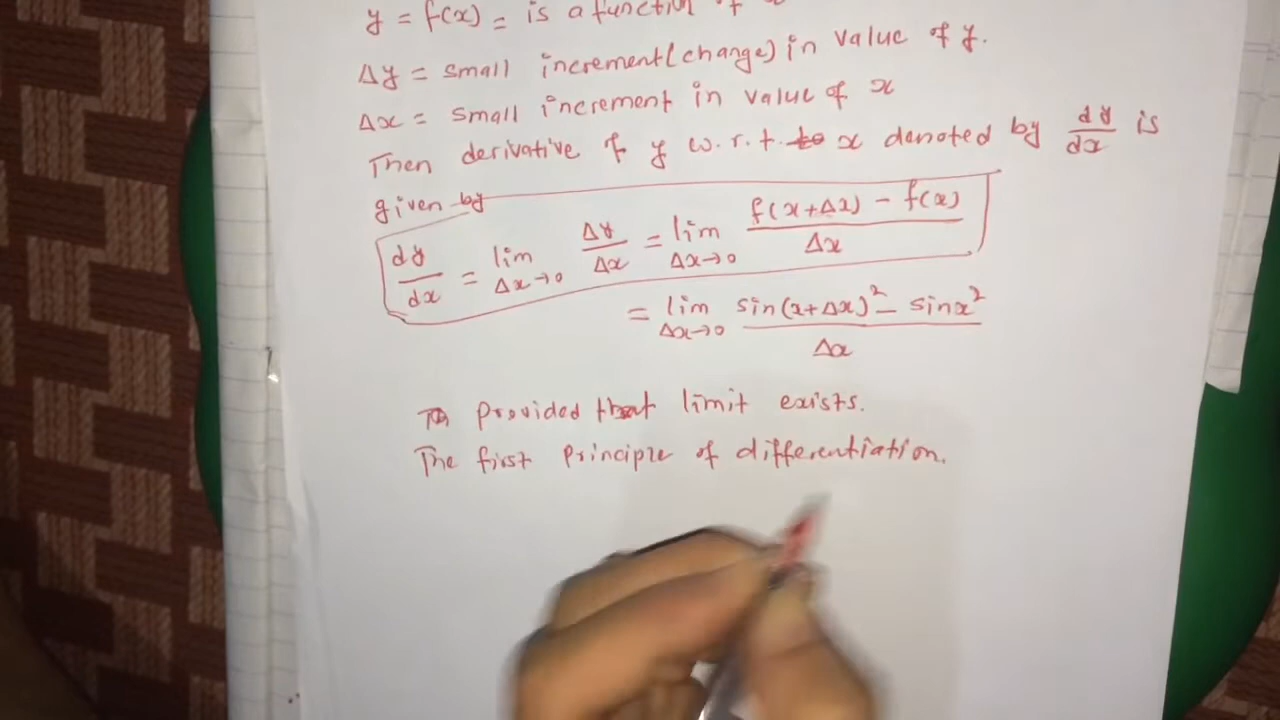 y = f(x) = is a function of x
Δy = small increment (change) in value of y.
Δx = small increment in value of x
Then derivative of y w.r.t. x denoted by dy/dx is
given by
dy/dx = lim Δx→0 Δy/Δx = lim Δx→0 f(x+Δx) - f(x) / Δx
= lim Δx→0 sin(x+Δx)² - sinx² / Δx
Provided that limit exists.
The first principle of differentiation.